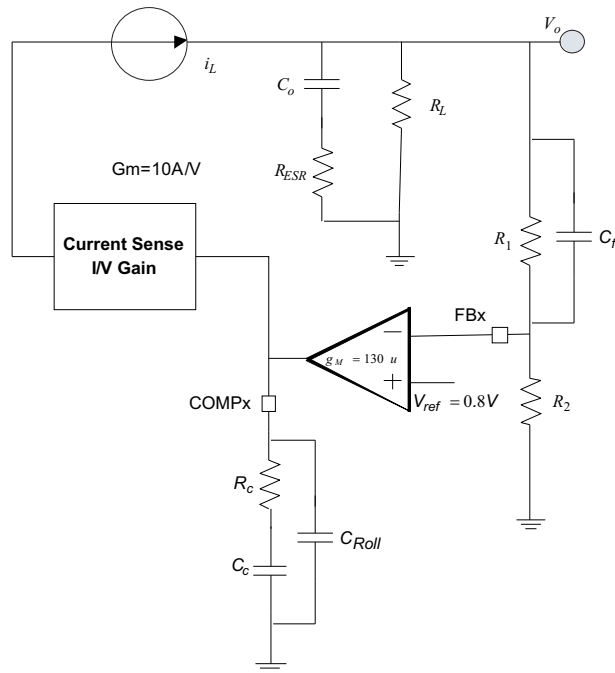 V_o
i_L
C_o
R_L
Gm=10A/V
R_ESR
R_1
C_f
Current Sense
I/V Gain
FBx
g_M = 130 u
COMPx
V_ref = 0.8V
R_2
R_c
C_Roll
C_c